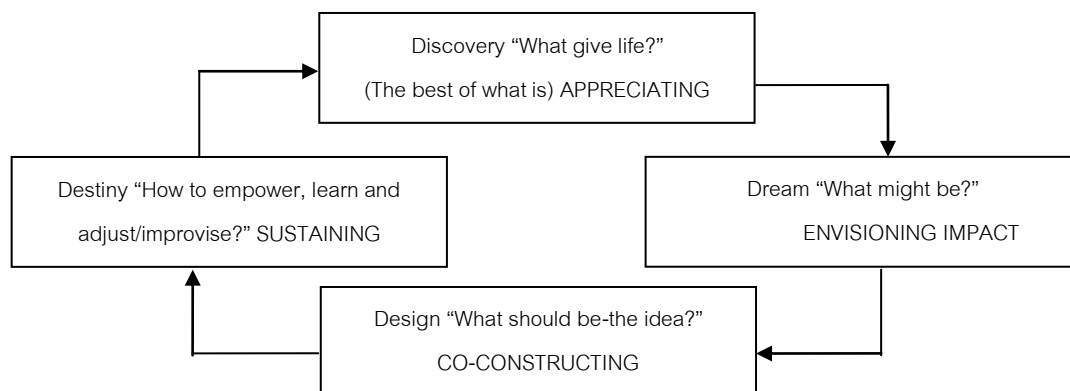 Discovery “What give life?”
(The best of what is) APPRECIATING
Destiny “How to empower, learn and
adjust/improvise?” SUSTAINING
Dream “What might be?”
ENVISIONING IMPACT
Design “What should be-the idea?”
CO-CONSTRUCTING